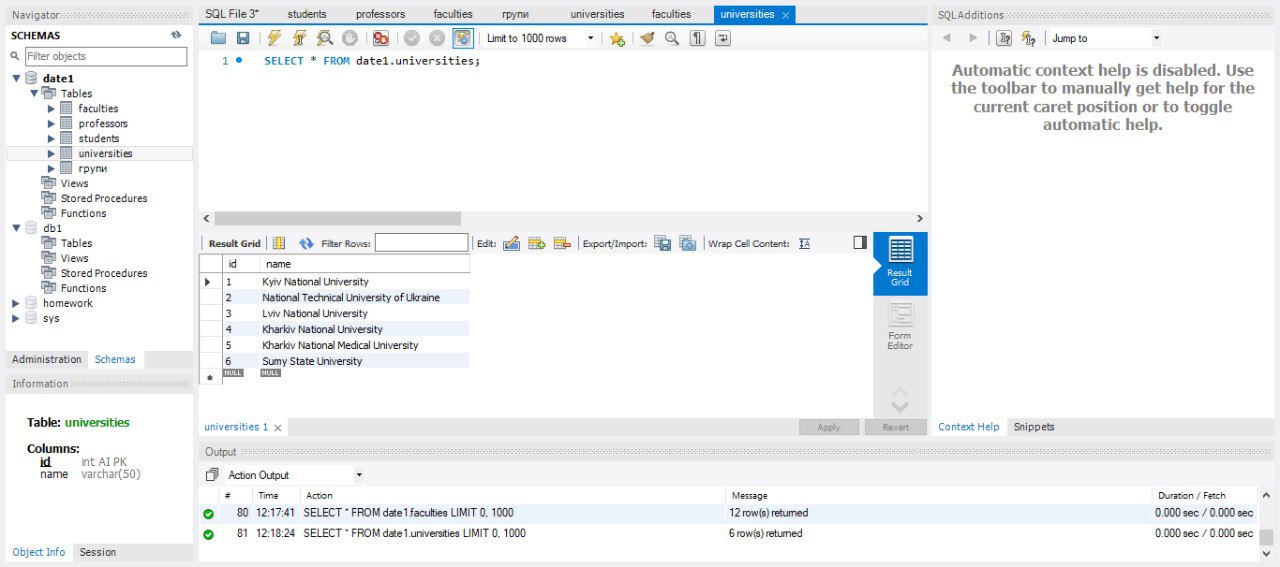 Navigator
SCHEMAS
Filter objects
date1
Tables
faculties
professors
students
universities
групи
Views
Stored Procedures
Functions
db1
Tables
Views
Stored Procedures
Functions
homework
sys
Administration Schemas
Information
Table: universities
Columns:
id int AI PK
name varchar(50)
Object Info Session
SQL File 3* students professors faculties групи universities faculties universities
Limit to 1000 rows
1 SELECT * FROM date1.universities;
Result Grid Filter Rows: Edit: Export/Import: Wrap Cell Content:
id name
1 Kyiv National University
2 National Technical University of Ukraine
3 Lviv National University
4 Kharkiv National University
5 Kharkiv National Medical University
6 Sumy State University
NULL NULL
Result
Grid
Form
Editor
universities 1 Apply Revert
SQLAdditions
Jump to
Automatic context help is disabled. Use
the toolbar to manually get help for the
current caret position or to toggle
automatic help.
Context Help Snippets
Output
Action Output
# Time Action Message Duration / Fetch
80 12:17:41 SELECT * FROM date1.faculties LIMIT 0, 1000 12 row(s) returned 0.000 sec / 0.000 sec
81 12:18:24 SELECT * FROM date1.universities LIMIT 0, 1000 6 row(s) returned 0.000 sec / 0.000 sec